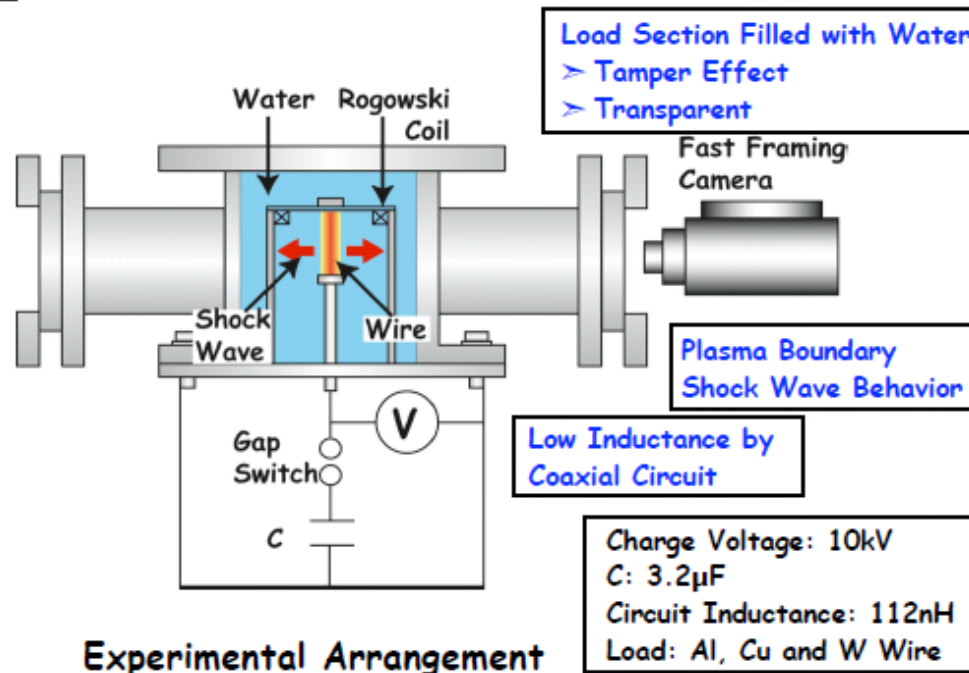 Load Section Filled with Water
➢ Tamper Effect
➢ Transparent
Water
Rogowski
Coil
Fast Framing
Camera
Shock
Wave
Wire
Plasma Boundary
Shock Wave Behavior
V
Gap
Switch
Low Inductance by
Coaxial Circuit
C
Charge Voltage: 10kV
C: 3.2μF
Circuit Inductance: 112nH
Load: Al, Cu and W Wire
Experimental Arrangement